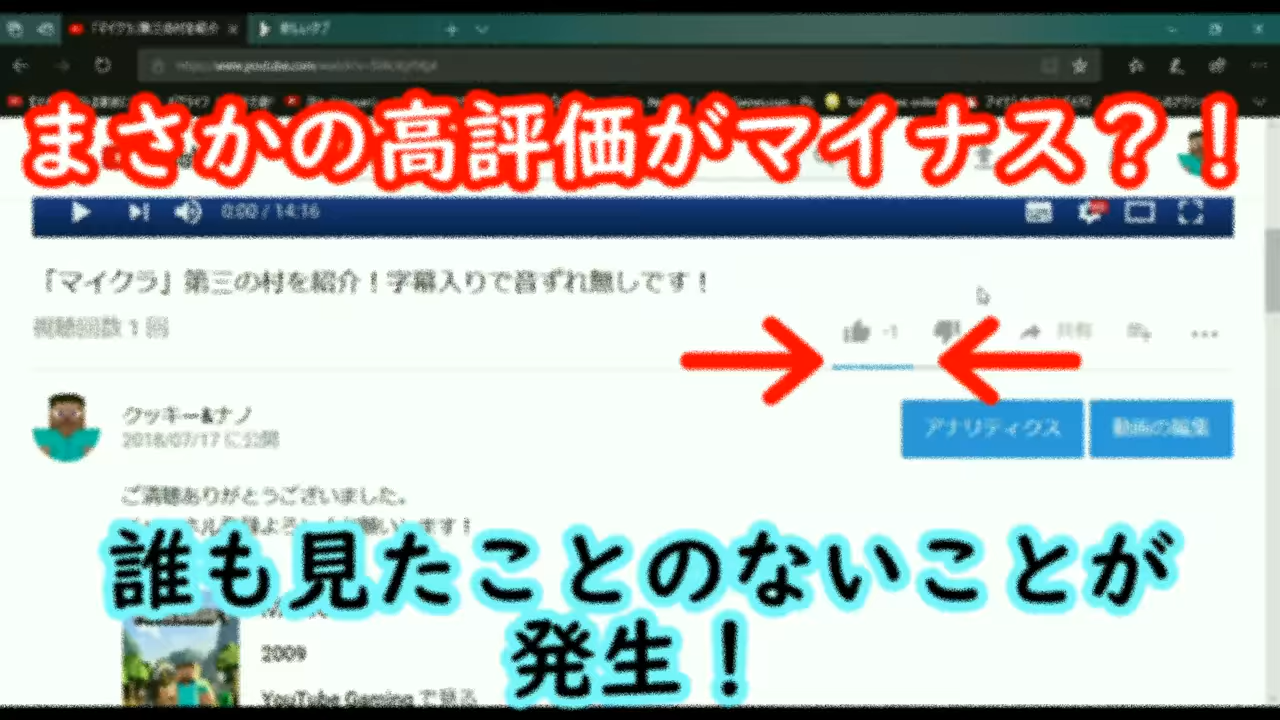 まさかの高評価がマイナス？！
0:00 / 14:16
「マイクラ」第三の村を紹介！字幕入りで音ずれ無しです！
視聴回数 1 回
-1
共有
クッキー&ナノ
2018/07/17 に公開
アナリティクス
動画の編集
ご清聴ありがとうございました。
誰も見たことのないことが
発生！
2009
YouTube Gaming で見る